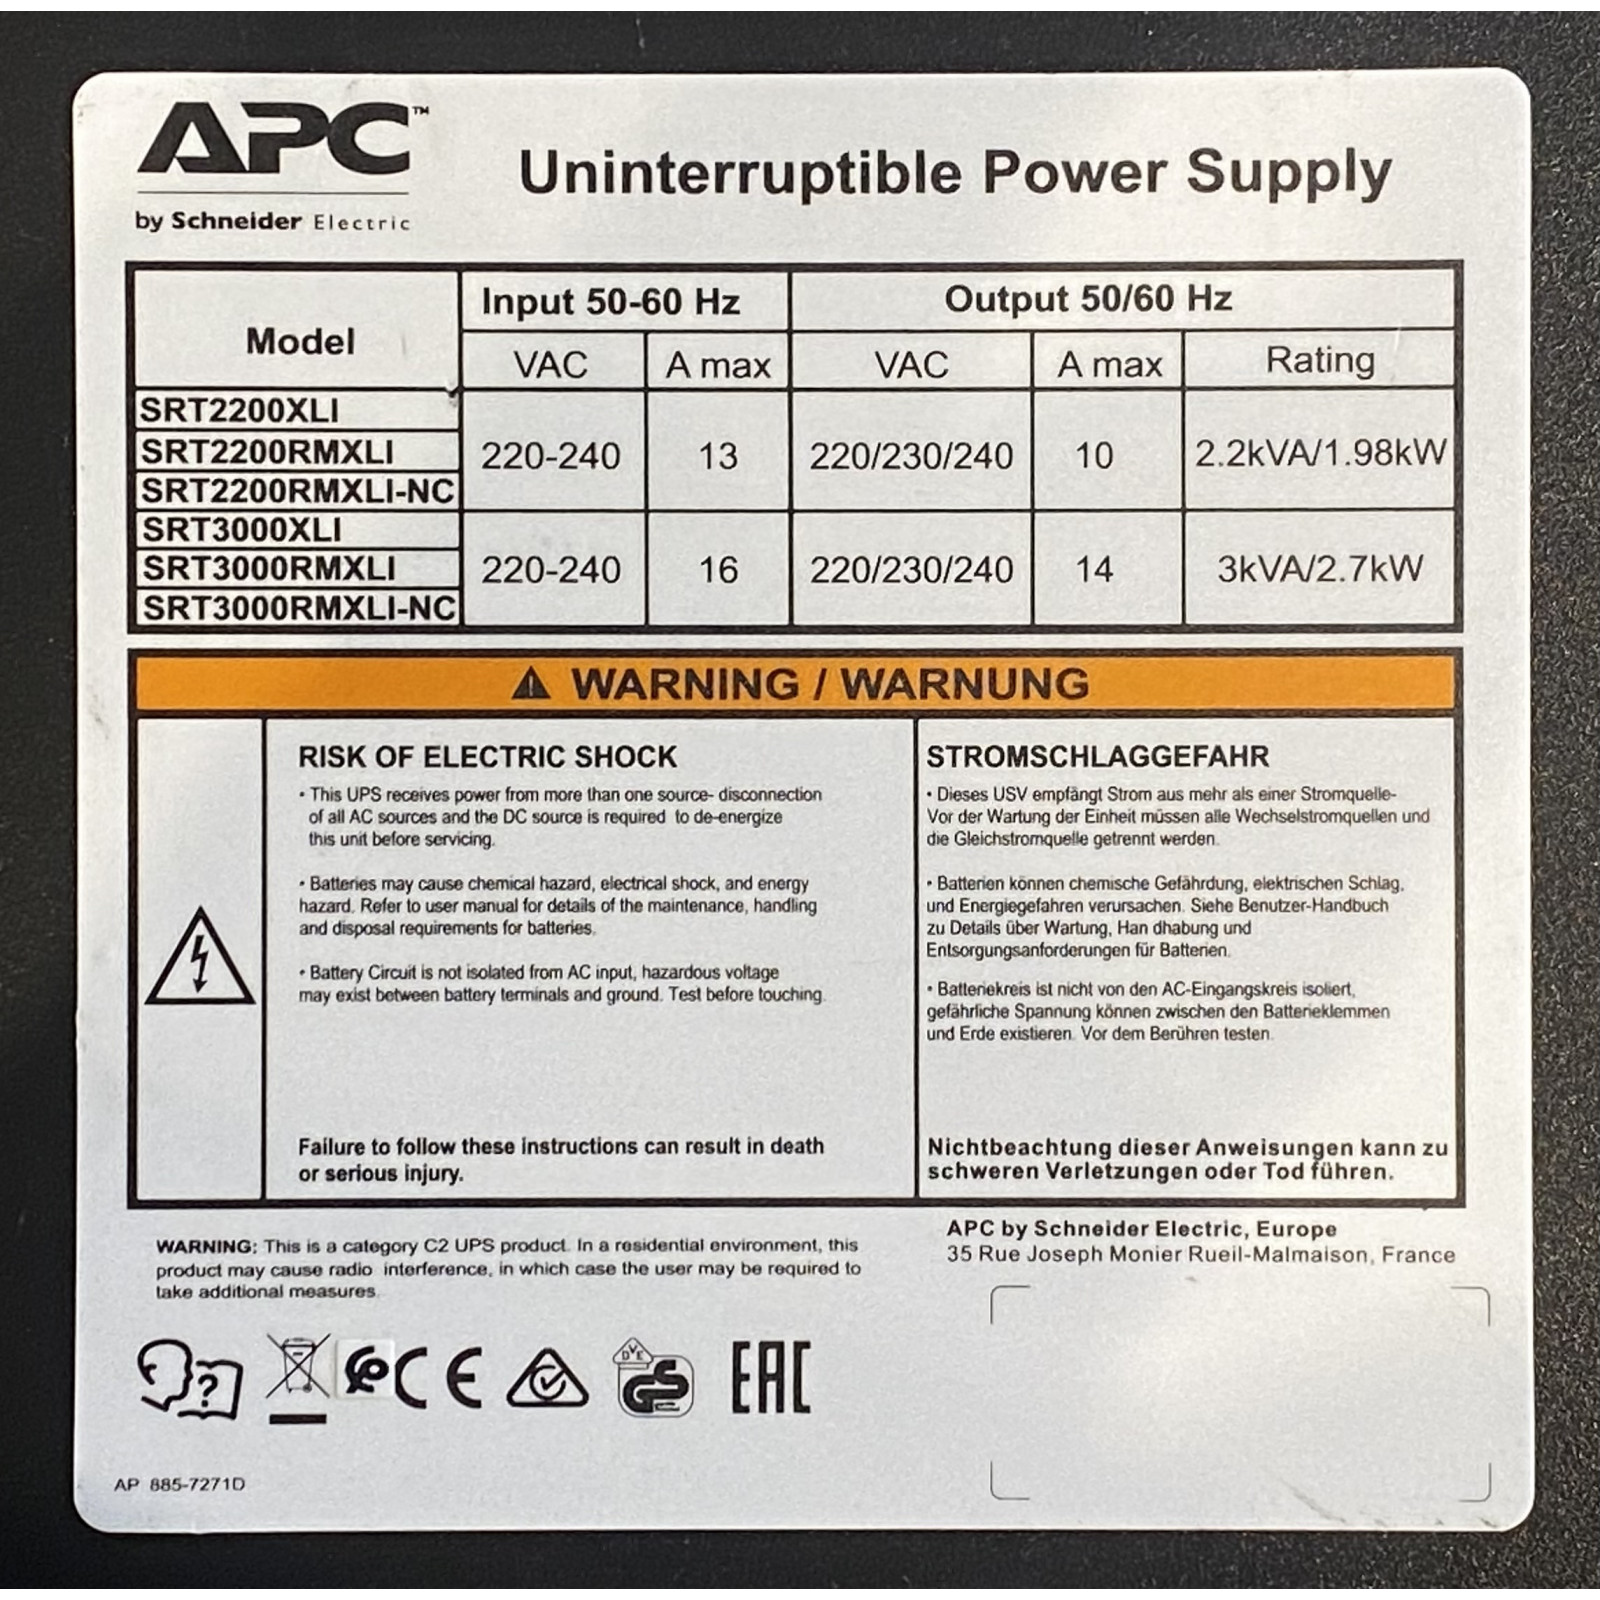 APC™
by Schneider Electric
Uninterruptible Power Supply
Model
Input 50-60 Hz
Output 50/60 Hz
VAC
A max
VAC
A max
Rating
SRT2200XLI
SRT2200RMXLI
SRT2200RMXLI-NC
220-240
13
220/230/240
10
2.2kVA/1.98kW
SRT3000XLI
SRT3000RMXLI
SRT3000RMXLI-NC
220-240
16
220/230/240
14
3kVA/2.7kW
WARNING / WARNUNG
RISK OF ELECTRIC SHOCK
• This UPS receives power from more than one source- disconnection
of all AC sources and the DC source is required to de-energize
this unit before servicing.
• Batteries may cause chemical hazard, electrical shock, and energy
hazard. Refer to user manual for details of the maintenance, handling
and disposal requirements for batteries.
• Battery Circuit is not isolated from AC input, hazardous voltage
may exist between battery terminals and ground. Test before touching.
Failure to follow these instructions can result in death
or serious injury.
STROMSCHLAGGEFAHR
• Dieses USV empfängt Strom aus mehr als einer Stromquelle-
Vor der Wartung der Einheit müssen alle Wechselstromquellen und
die Gleichstromquelle getrennt werden.
• Batterien können chemische Gefährdung, elektrischen Schlag,
und Energiegefahren verursachen. Siehe Benutzer-Handbuch
zu Details über Wartung, Han dhabung und
Entsorgungsanforderungen für Batterien.
• Batteriekreis ist nicht von den AC-Eingangskreis isoliert,
gefährliche Spannung können zwischen den Batterieklemmen
und Erde existieren. Vor dem Berühren testen.
Nichtbeachtung dieser Anweisungen kann zu
schweren Verletzungen oder Tod führen.
WARNING: This is a category C2 UPS product. In a residential environment, this
product may cause radio interference, in which case the user may be required to
take additional measures.
APC by Schneider Electric, Europe
35 Rue Joseph Monier Rueil-Malmaison, France
?
CE
DVE
GS
EAC
AP 885-7271D